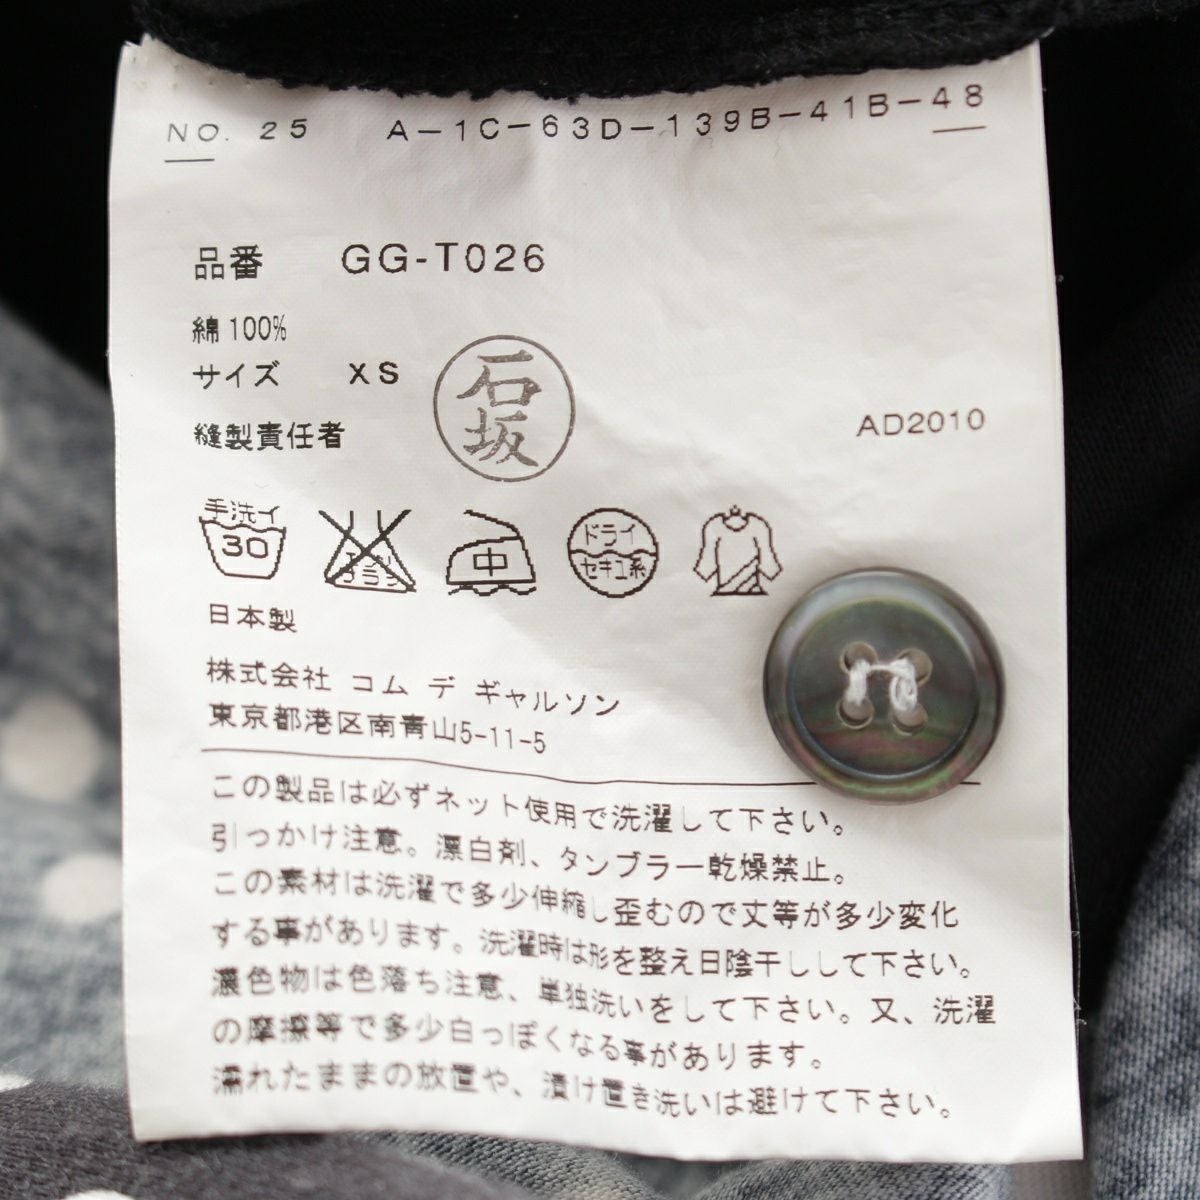 NO. 25 A-1C-63D-139B-41B-48
品番 GG-T026
綿100%
サイズ XS
縫製責任者
石坂
AD2010
手洗イ
30
エンソ
サラシ
中
ドライ
セキユ系
日本製
株式会社 コム デ ギャルソン
東京都港区南青山5-11-5
この製品は必ずネット使用で洗濯して下さい。
引っかけ注意。漂白剤、タンブラー乾燥禁止。
この素材は洗濯で多少伸縮し歪むので丈等が多少変化
する事があります。洗濯時は形を整え日陰干しして下さい。
濃色物は色落ち注意、単独洗いをして下さい。又、洗濯
の摩擦等で多少白っぽくなる事があります。
濡れたままの放置や、漬け置き洗いは避けて下さい。